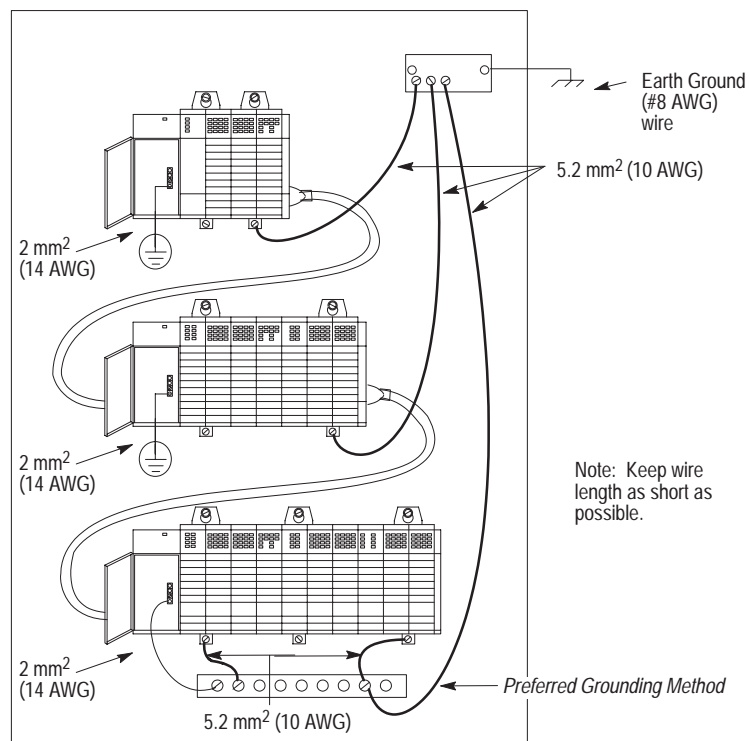 Earth Ground
(#8 AWG)
wire
5.2 mm² (10 AWG)
2 mm²
(14 AWG)
2 mm²
(14 AWG)
Note: Keep wire
length as short as
possible.
2 mm²
(14 AWG)
Preferred Grounding Method
5.2 mm² (10 AWG)